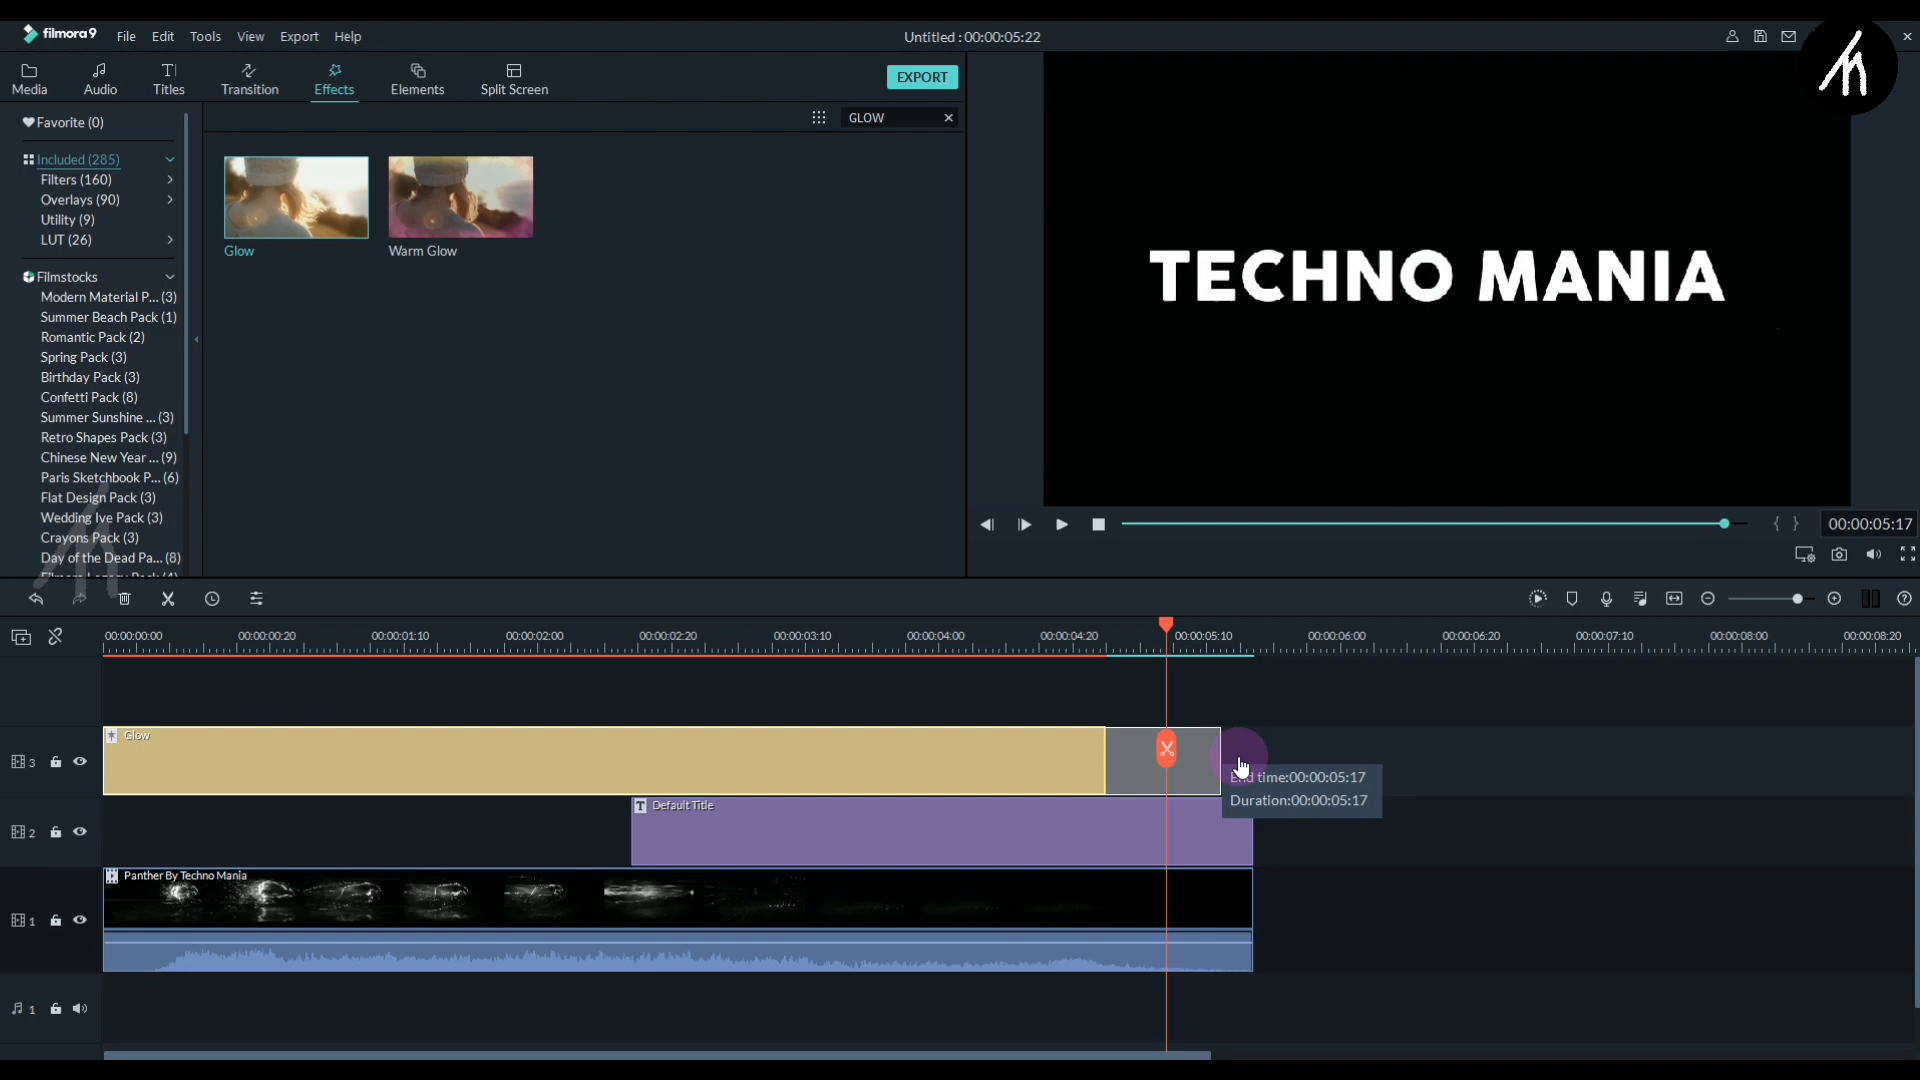 filmora9 File Edit Tools View Export Help Untitled : 00:00:05:22
Media Audio Titles Transition Effects Elements Split Screen EXPORT
Favorite (0)
GLOW
Included (285)
Filters (160)
Overlays (90)
Utility (9)
LUT (26)
Glow Warm Glow
Filmstocks
Modern Material P... (3)
Summer Beach Pack (1)
Romantic Pack (2)
Spring Pack (3)
Birthday Pack (3)
Confetti Pack (8)
Summer Sunshine ... (3)
Retro Shapes Pack (3)
Chinese New Year ... (9)
Paris Sketchbook P... (6)
Flat Design Pack (3)
Wedding Ive Pack (3)
Crayons Pack (3)
Day of the Dead Pa... (8)
TECHNO MANIA
00:00:05:17
00:00:00:00 00:00:00:20 00:00:01:10 00:00:02:00 00:00:02:20 00:00:03:10 00:00:04:00 00:00:04:20 00:00:05:10 00:00:06:00 00:00:06:20 00:00:07:10 00:00:08:00 00:00:08:20
Glow
3
End time:00:00:05:17
Duration:00:00:05:17
Default Title
2
Panther By Techno Mania
1
1